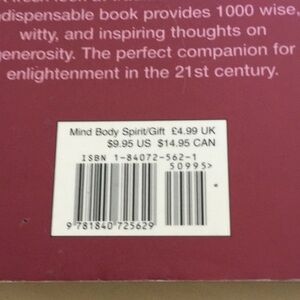 indispensable book provides 1000 wise,
witty, and inspiring thoughts on
generosity. The perfect companion for
enlightenment in the 21st century.
Mind Body Spirit/Gift £4.99 UK
$9.95 US $14.95 CAN
ISBN 1-84072-562-1
50995>
9 781840 725629